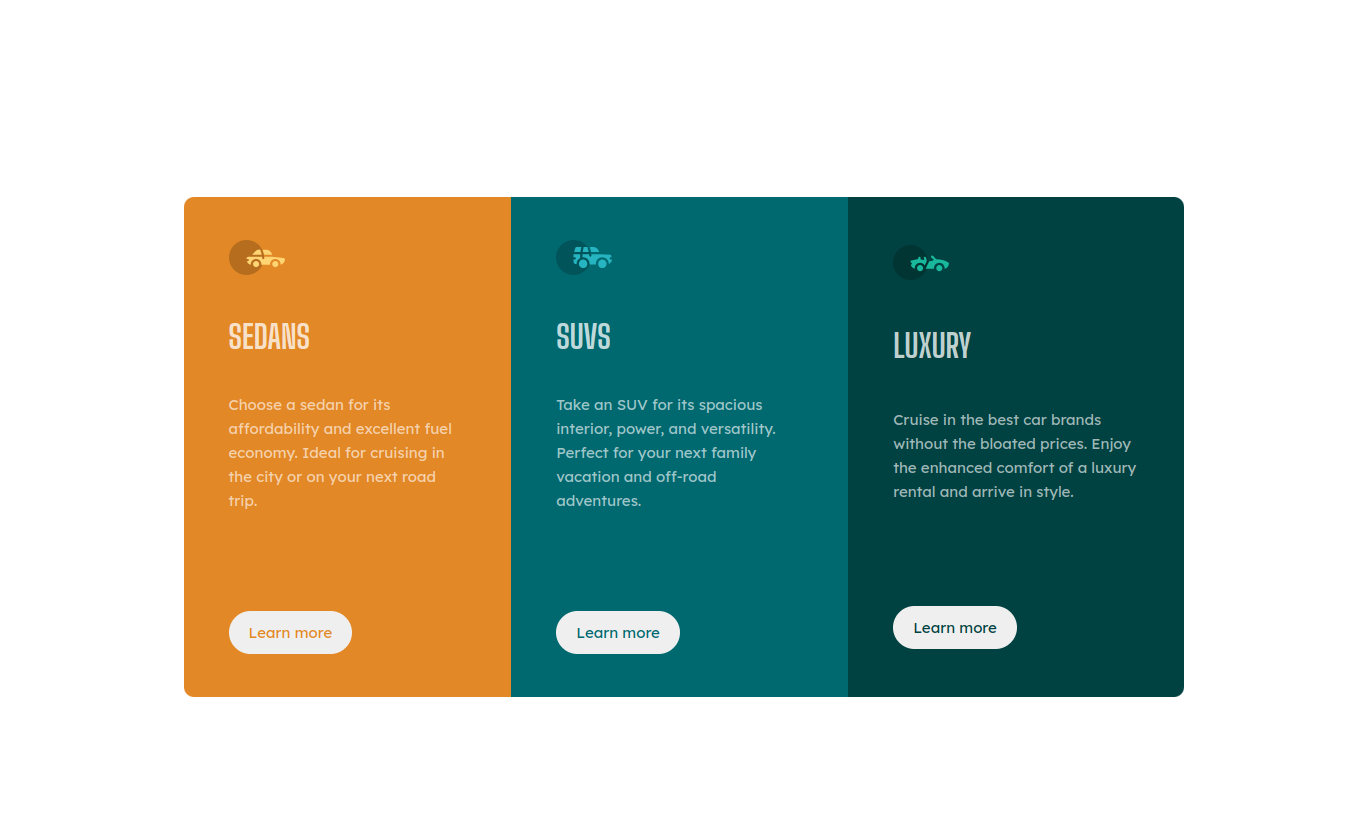 SEDANS
Choose a sedan for its
affordability and excellent fuel
economy. Ideal for cruising in
the city or on your next road
trip.
Learn more
SUVS
Take an SUV for its spacious
interior, power, and versatility.
Perfect for your next family
vacation and off-road
adventures.
Learn more
LUXURY
Cruise in the best car brands
without the bloated prices. Enjoy
the enhanced comfort of a luxury
rental and arrive in style.
Learn more